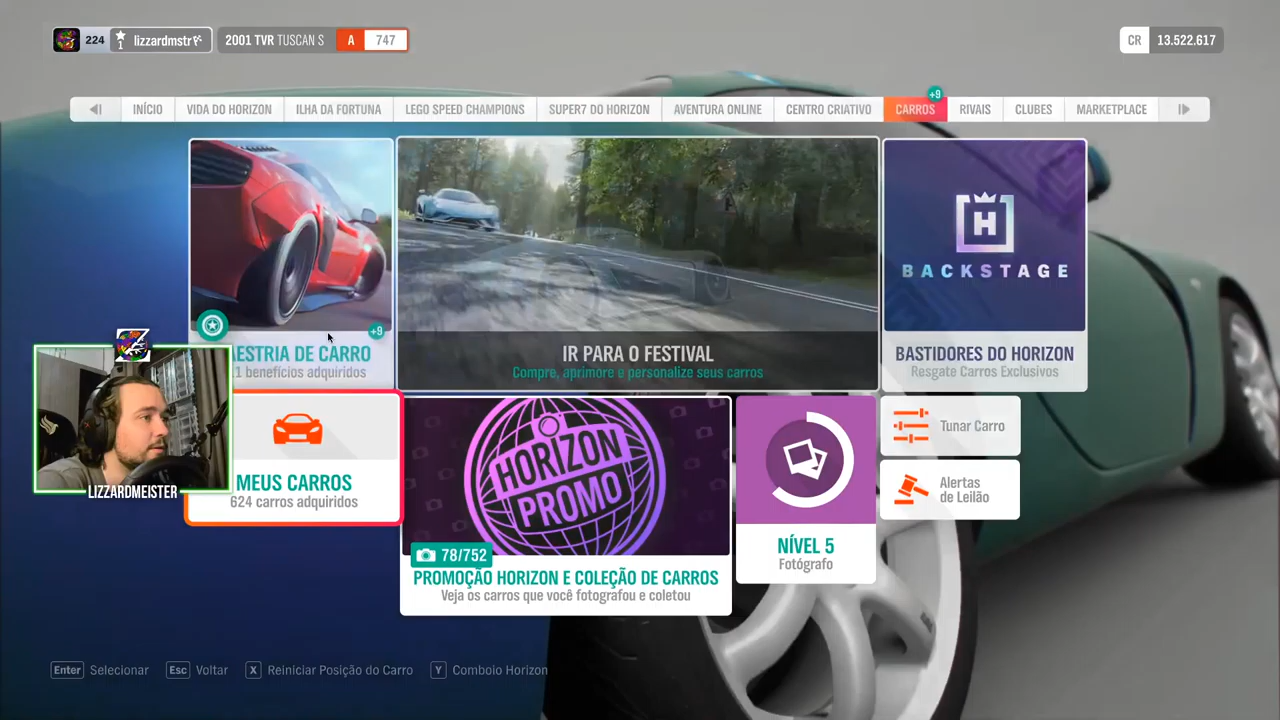 224
1
lizzardmstr
2001 TVR TUSCAN S
A
747
CR
13.522.617
INÍCIO
VIDA DO HORIZON
ILHA DA FORTUNA
LEGO SPEED CHAMPIONS
SUPER7 DO HORIZON
AVENTURA ONLINE
CENTRO CRIATIVO
CARROS
+9
RIVAIS
CLUBES
MARKETPLACE
+9
ESTRIA DE CARRO
1 benefícios adquiridos
IR PARA O FESTIVAL
Compre, aprimore e personalize seus carros
H
BACKSTAGE
BASTIDORES DO HORIZON
Resgate Carros Exclusivos
LIZZARDMEISTER
MEUS CARROS
624 carros adquiridos
HORIZON
PROMO
78/752
PROMOÇÃO HORIZON E COLEÇÃO DE CARROS
Veja os carros que você fotografou e coletou
NÍVEL 5
Fotógrafo
Tunar Carro
Alertas
de Leilão
Enter Selecionar
Esc Voltar
X Reiniciar Posição do Carro
Y Comboio Horizon